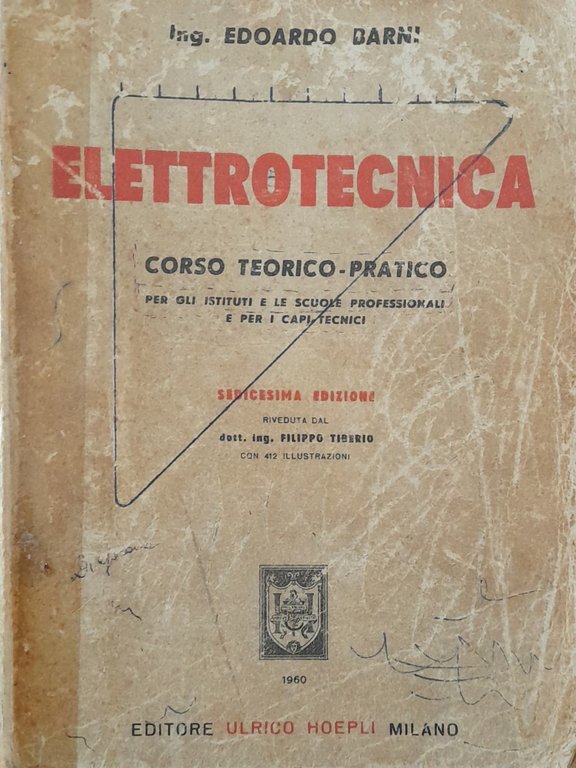 Ing. EDOARDO BARNI
ELETTROTECNICA
CORSO TEORICO-PRATICO
PER GLI ISTITUTI E LE SCUOLE PROFESSIONALI
E PER I CAPI-TECNICI
SEDICESIMA EDIZIONE
RIVEDUTA DAL
dott. ing. FILIPPO TIBERIO
CON 412 ILLUSTRAZIONI
1960
EDITORE ULRICO HOEPLI MILANO